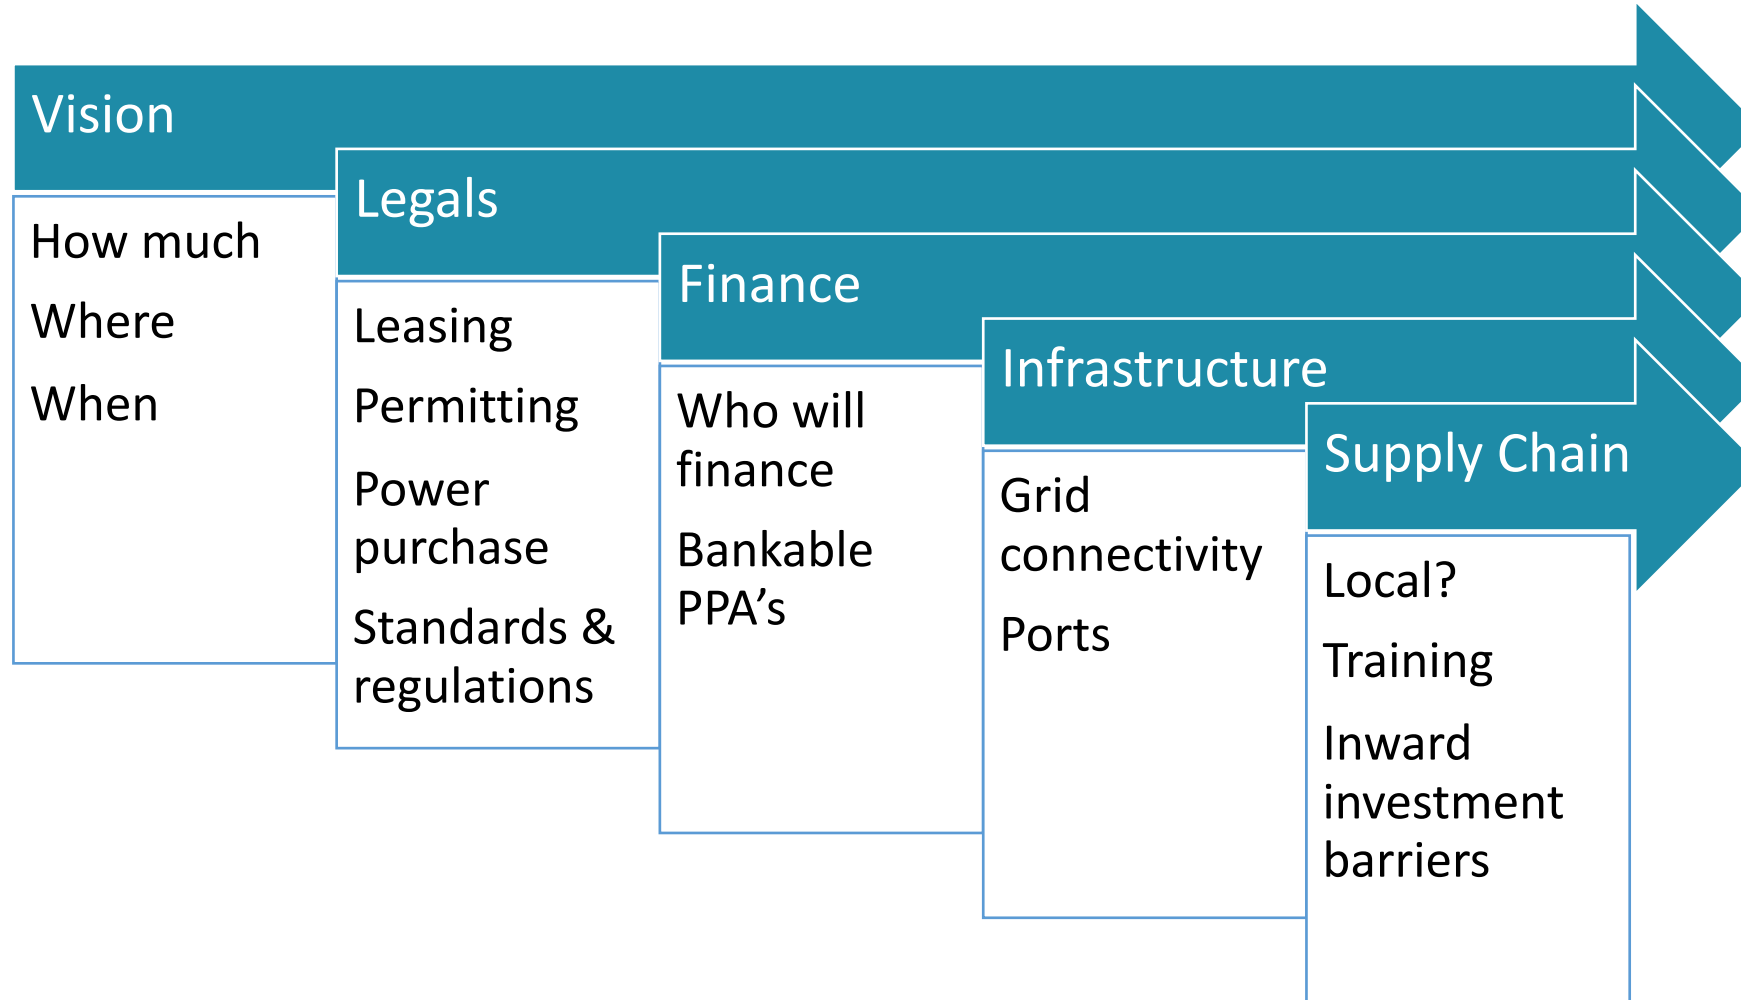 Vision
How much
Where
When
Legals
Leasing
Permitting
Power
purchase
Standards &
regulations
Finance
Who will
finance
Bankable
PPA’s
Infrastructure
Grid
connectivity
Ports
Supply Chain
Local?
Training
Inward
investment
barriers